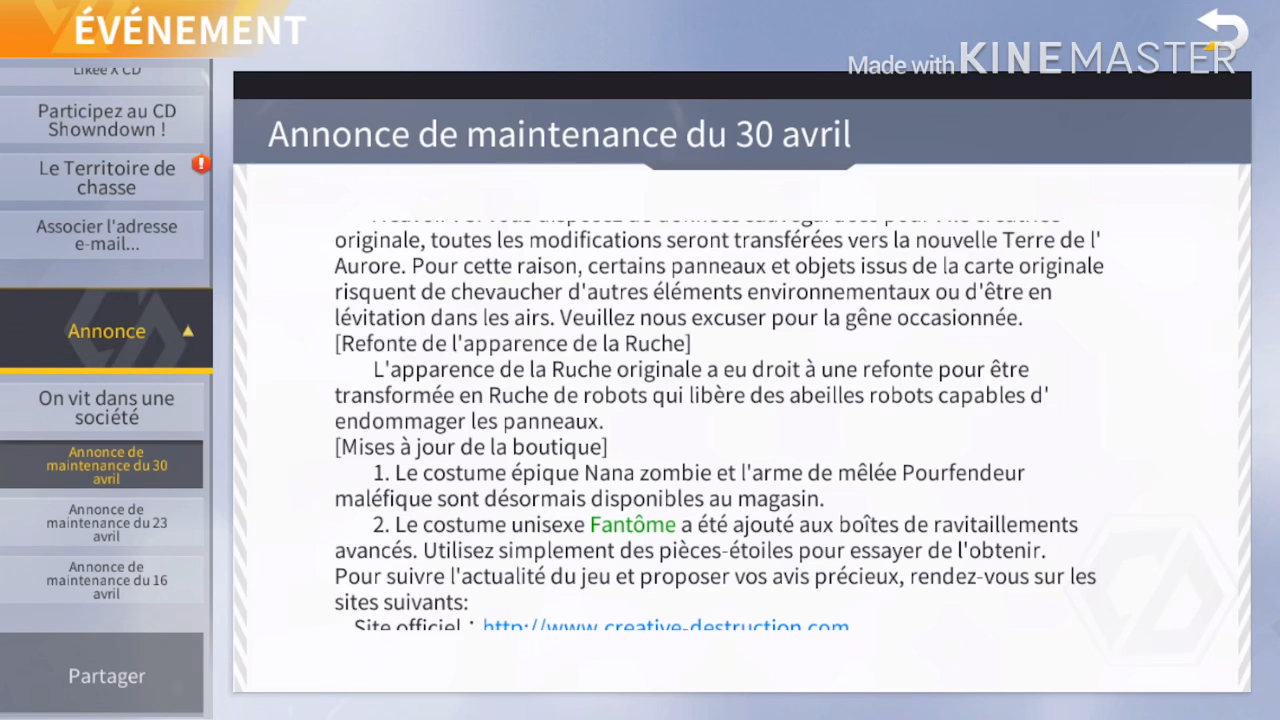 ÉVÉNEMENT
Made with KINEMASTER
Likee X CD
Participez au CD
Showndown !
Le Territoire de
chasse
Associer l'adresse
e-mail...
Annonce
On vit dans une
société
Annonce de
maintenance du 30
avril
Annonce de
maintenance du 23
avril
Annonce de
maintenance du 16
avril
Partager
Annonce de maintenance du 30 avril
originale, toutes les modifications seront transférées vers la nouvelle Terre de l'
Aurore. Pour cette raison, certains panneaux et objets issus de la carte originale
risquent de chevaucher d'autres éléments environnementaux ou d'être en
lévitation dans les airs. Veuillez nous excuser pour la gêne occasionnée.
[Refonte de l'apparence de la Ruche]
L'apparence de la Ruche originale a eu droit à une refonte pour être
transformée en Ruche de robots qui libère des abeilles robots capables d'
endommager les panneaux.
[Mises à jour de la boutique]
1. Le costume épique Nana zombie et l'arme de mêlée Pourfendeur
maléfique sont désormais disponibles au magasin.
2. Le costume unisexe Fantôme a été ajouté aux boîtes de ravitaillements
avancés. Utilisez simplement des pièces-étoiles pour essayer de l'obtenir.
Pour suivre l'actualité du jeu et proposer vos avis précieux, rendez-vous sur les
sites suivants:
Site officiel : http://www.creative-destruction.com